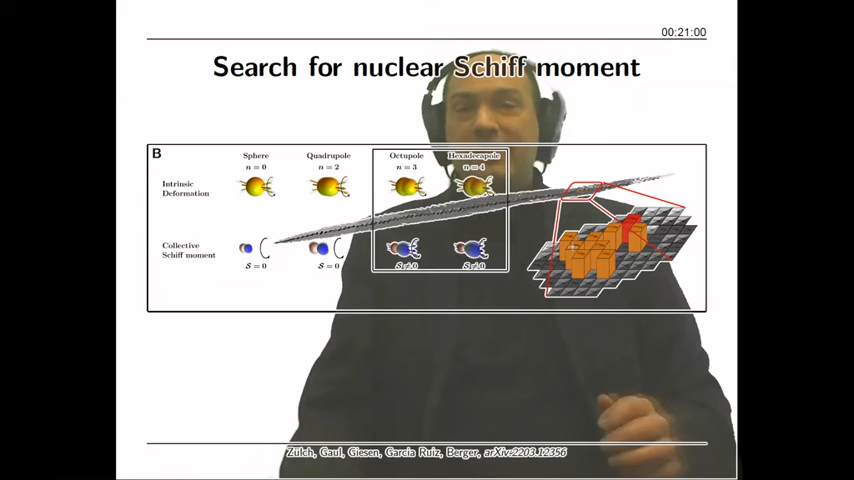 00:21:00
Search for nuclear Schiff moment
B
Sphere Quadrupole Octupole Hexadecapole
n = 0 n = 2 n = 3 n = 4
Intrinsic
Deformation
Collective
Schiff moment
S = 0 S = 0 S ≠ 0 S ≠ 0
Zülch, Gaul, Giesen, Garcia Ruiz, Berger, arXiv:2203.12356